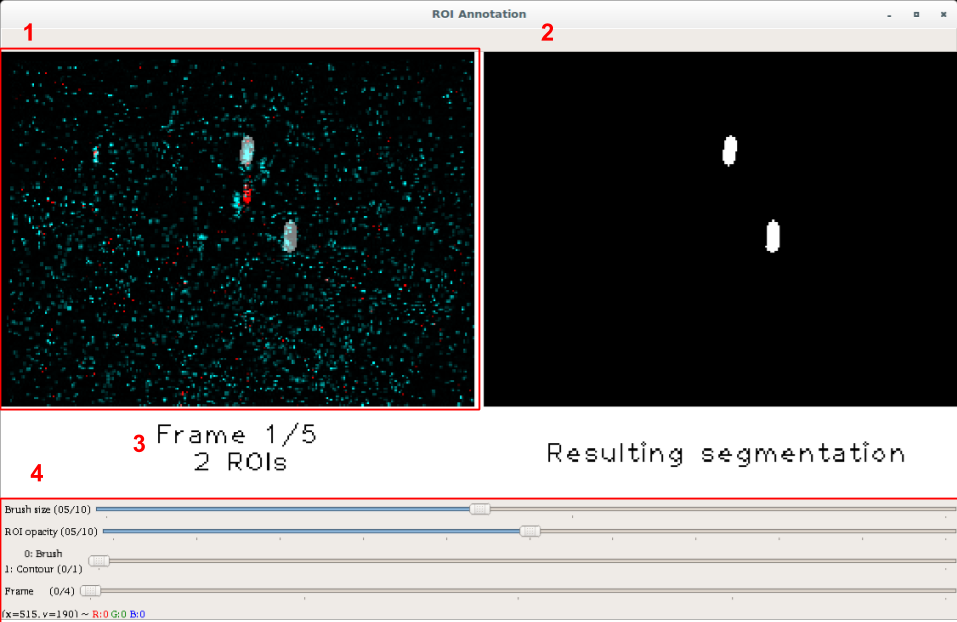 ROI Annotation
1
2
3
Frame 1/5
2 ROIs
Resulting segmentation
4
Brush size (05/10)
ROI opacity (05/10)
0: Brush
1: Contour (0/1)
Frame (0/4)
(x=515, y=190) ~ R:0 G:0 B:0